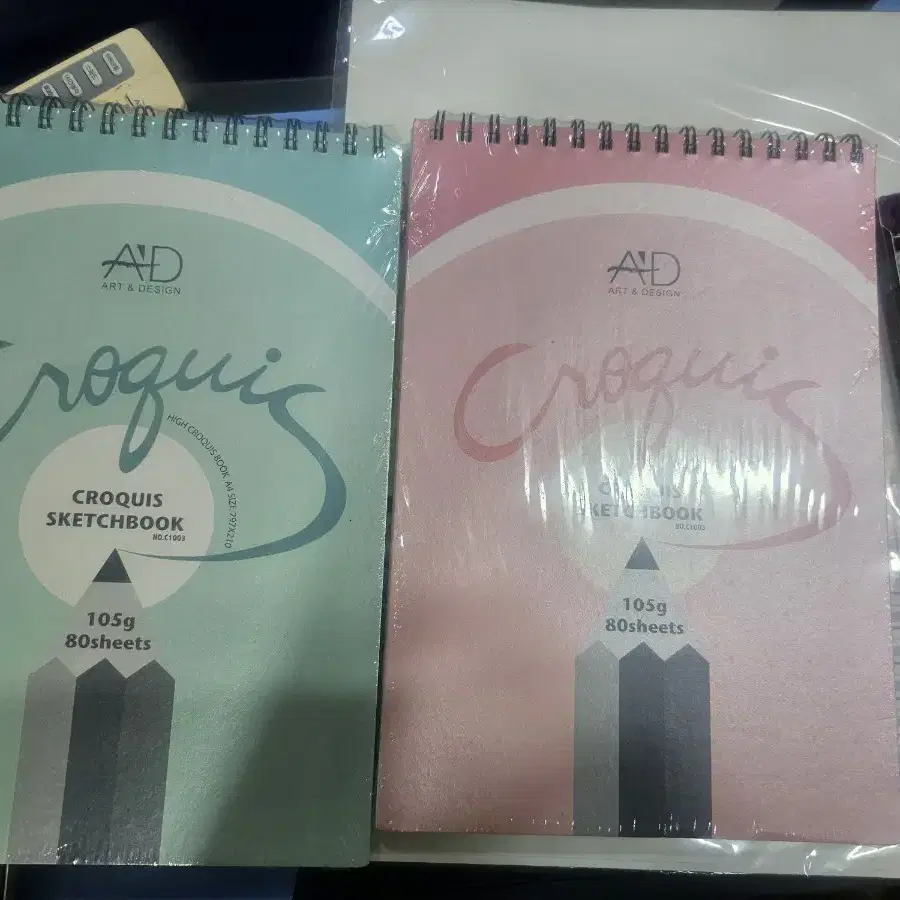 A&D
ART & DESIGN
Croquis
HIGH CROQUIS BOOK, A4 SIZE:297X210
CROQUIS
SKETCHBOOK
NO.C1003
105g
80sheets
A&D
ART & DESIGN
Croquis
CROQUIS
SKETCHBOOK
NO.C1003
105g
80sheets